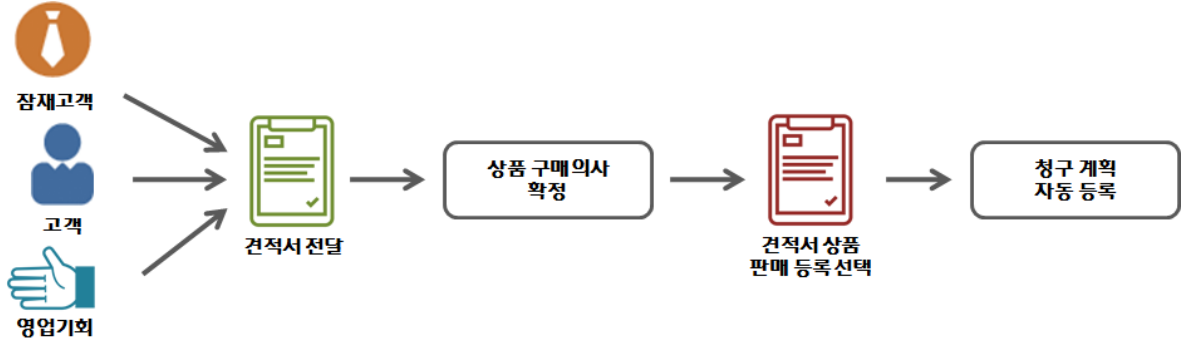 잠재고객
고객
영업기회
견적서 전달
상품 구매의사
확정
견적서 상품
판매 등록 선택
청구 계획
자동 등록